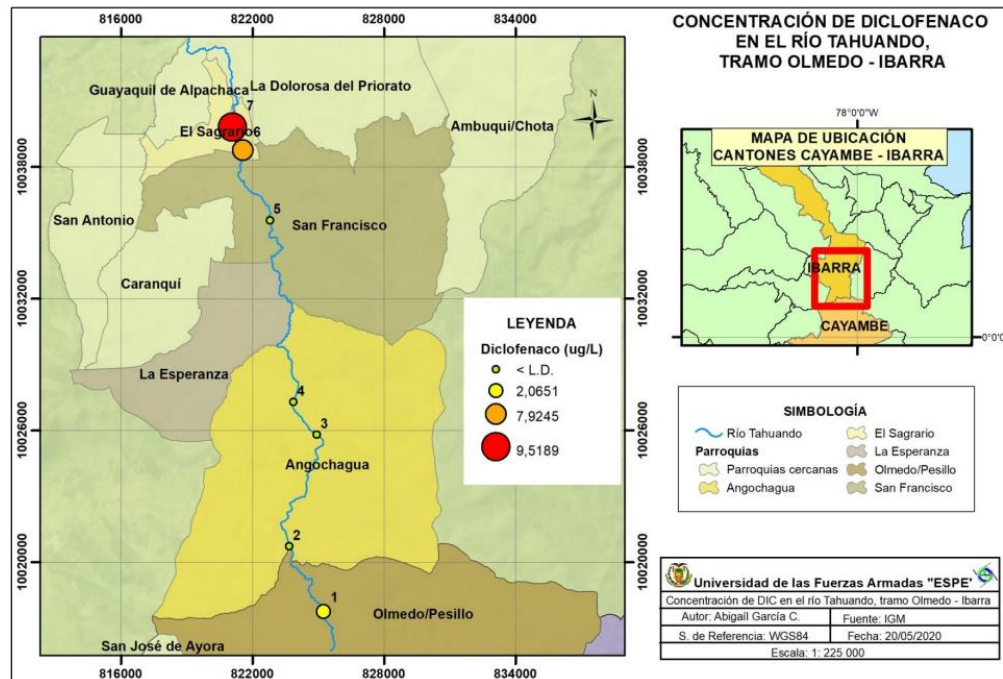 816000 822000 828000 834000
CONCENTRACIÓN DE DICLOFENACO
EN EL RÍO TAHUANDO,
TRAMO OLMEDO - IBARRA
78°0'0"W
MAPA DE UBICACIÓN
CANTONES CAYAMBE - IBARRA
IBARRA
CAYAMBE
0°0'0"
Guayaquil de Alpachaca
La Dolorosa del Priorato
7
El Sagrario
6
Ambuqui/Chota
10038000
10038000
San Antonio
5
San Francisco
Caranquí
10032000
10032000
La Esperanza
4
3
10026000
10026000
Angochagua
2
10020000
10020000
1
Olmedo/Pesillo
San José de Ayora
816000 822000 828000 834000
LEYENDA
Diclofenaco (ug/L)
< L.D.
2,0651
7,9245
9,5189
N
SIMBOLOGÍA
Río Tahuando
Parroquias
Parroquias cercanas
Angochagua
El Sagrario
La Esperanza
Olmedo/Pesillo
San Francisco
Universidad de las Fuerzas Armadas "ESPE'
Concentración de DIC en el río Tahuando, tramo Olmedo - Ibarra
Autor: Abigaíl García C. Fuente: IGM
S. de Referencia: WGS84 Fecha: 20/05/2020
Escala: 1: 225 000